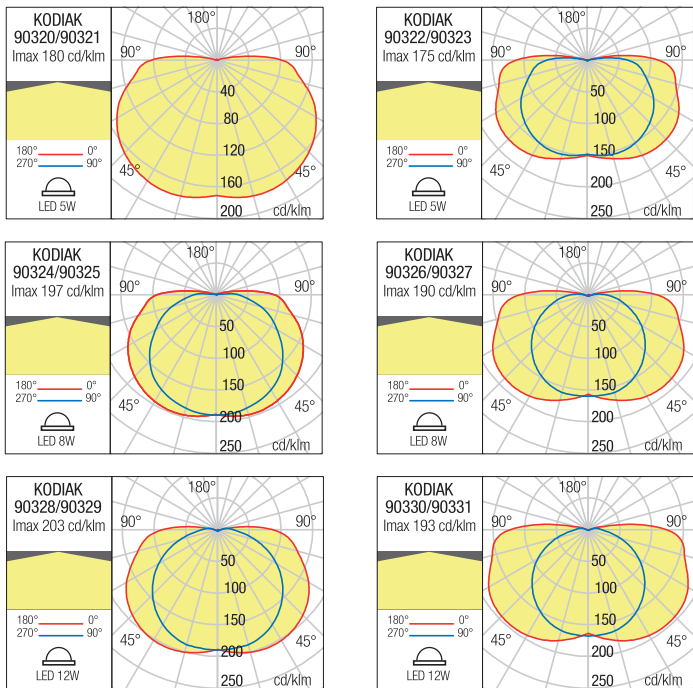 KODIAK
90320/90321
Imax 180 cd/klm
180° 0°
270° 90°
LED 5W
180°
90° 90°
40
80
120
45° 160 45°
200 cd/klm
KODIAK
90322/90323
Imax 175 cd/klm
180° 0°
270° 90°
LED 5W
180°
90° 90°
50
100
150
45° 45°
200
250 cd/klm
KODIAK
90324/90325
Imax 197 cd/klm
180° 0°
270° 90°
LED 8W
180°
90° 90°
50
100
150
45° 45°
200
250 cd/klm
KODIAK
90326/90327
Imax 190 cd/klm
180° 0°
270° 90°
LED 8W
180°
90° 90°
50
100
150
45° 45°
200
250 cd/klm
KODIAK
90328/90329
Imax 203 cd/klm
180° 0°
270° 90°
LED 12W
180°
90° 90°
50
100
150
45° 45°
200
250 cd/klm
KODIAK
90330/90331
Imax 193 cd/klm
180° 0°
270° 90°
LED 12W
180°
90° 90°
50
100
150
45° 45°
200
250 cd/klm